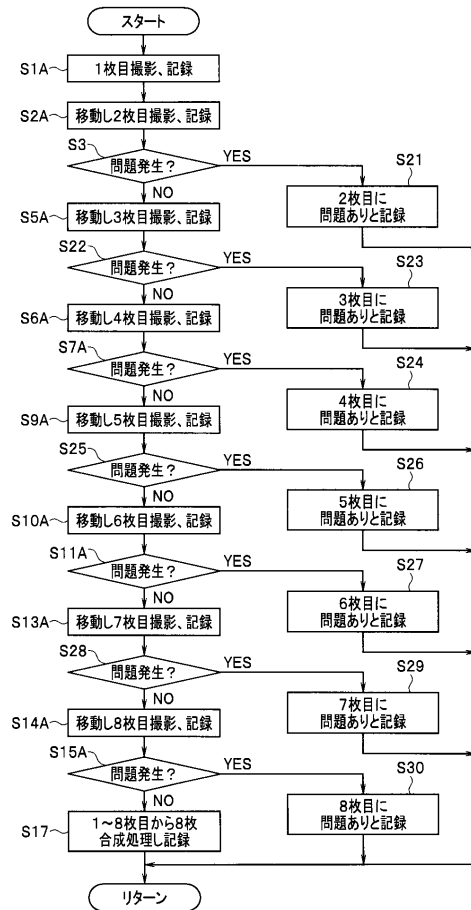 スタート
S1A
1枚目撮影、記録
S2A
移動し2枚目撮影、記録
S3
問題発生？
YES
S21
2枚目に
問題ありと記録
NO
S5A
移動し3枚目撮影、記録
S22
問題発生？
YES
S23
3枚目に
問題ありと記録
NO
S6A
移動し4枚目撮影、記録
S7A
問題発生？
YES
S24
4枚目に
問題ありと記録
NO
S9A
移動し5枚目撮影、記録
S25
問題発生？
YES
S26
5枚目に
問題ありと記録
NO
S10A
移動し6枚目撮影、記録
S11A
問題発生？
YES
S27
6枚目に
問題ありと記録
NO
S13A
移動し7枚目撮影、記録
S28
問題発生？
YES
S29
7枚目に
問題ありと記録
NO
S14A
移動し8枚目撮影、記録
S15A
問題発生？
YES
S30
8枚目に
問題ありと記録
NO
S17
1～8枚目から8枚
合成処理し記録
リターン